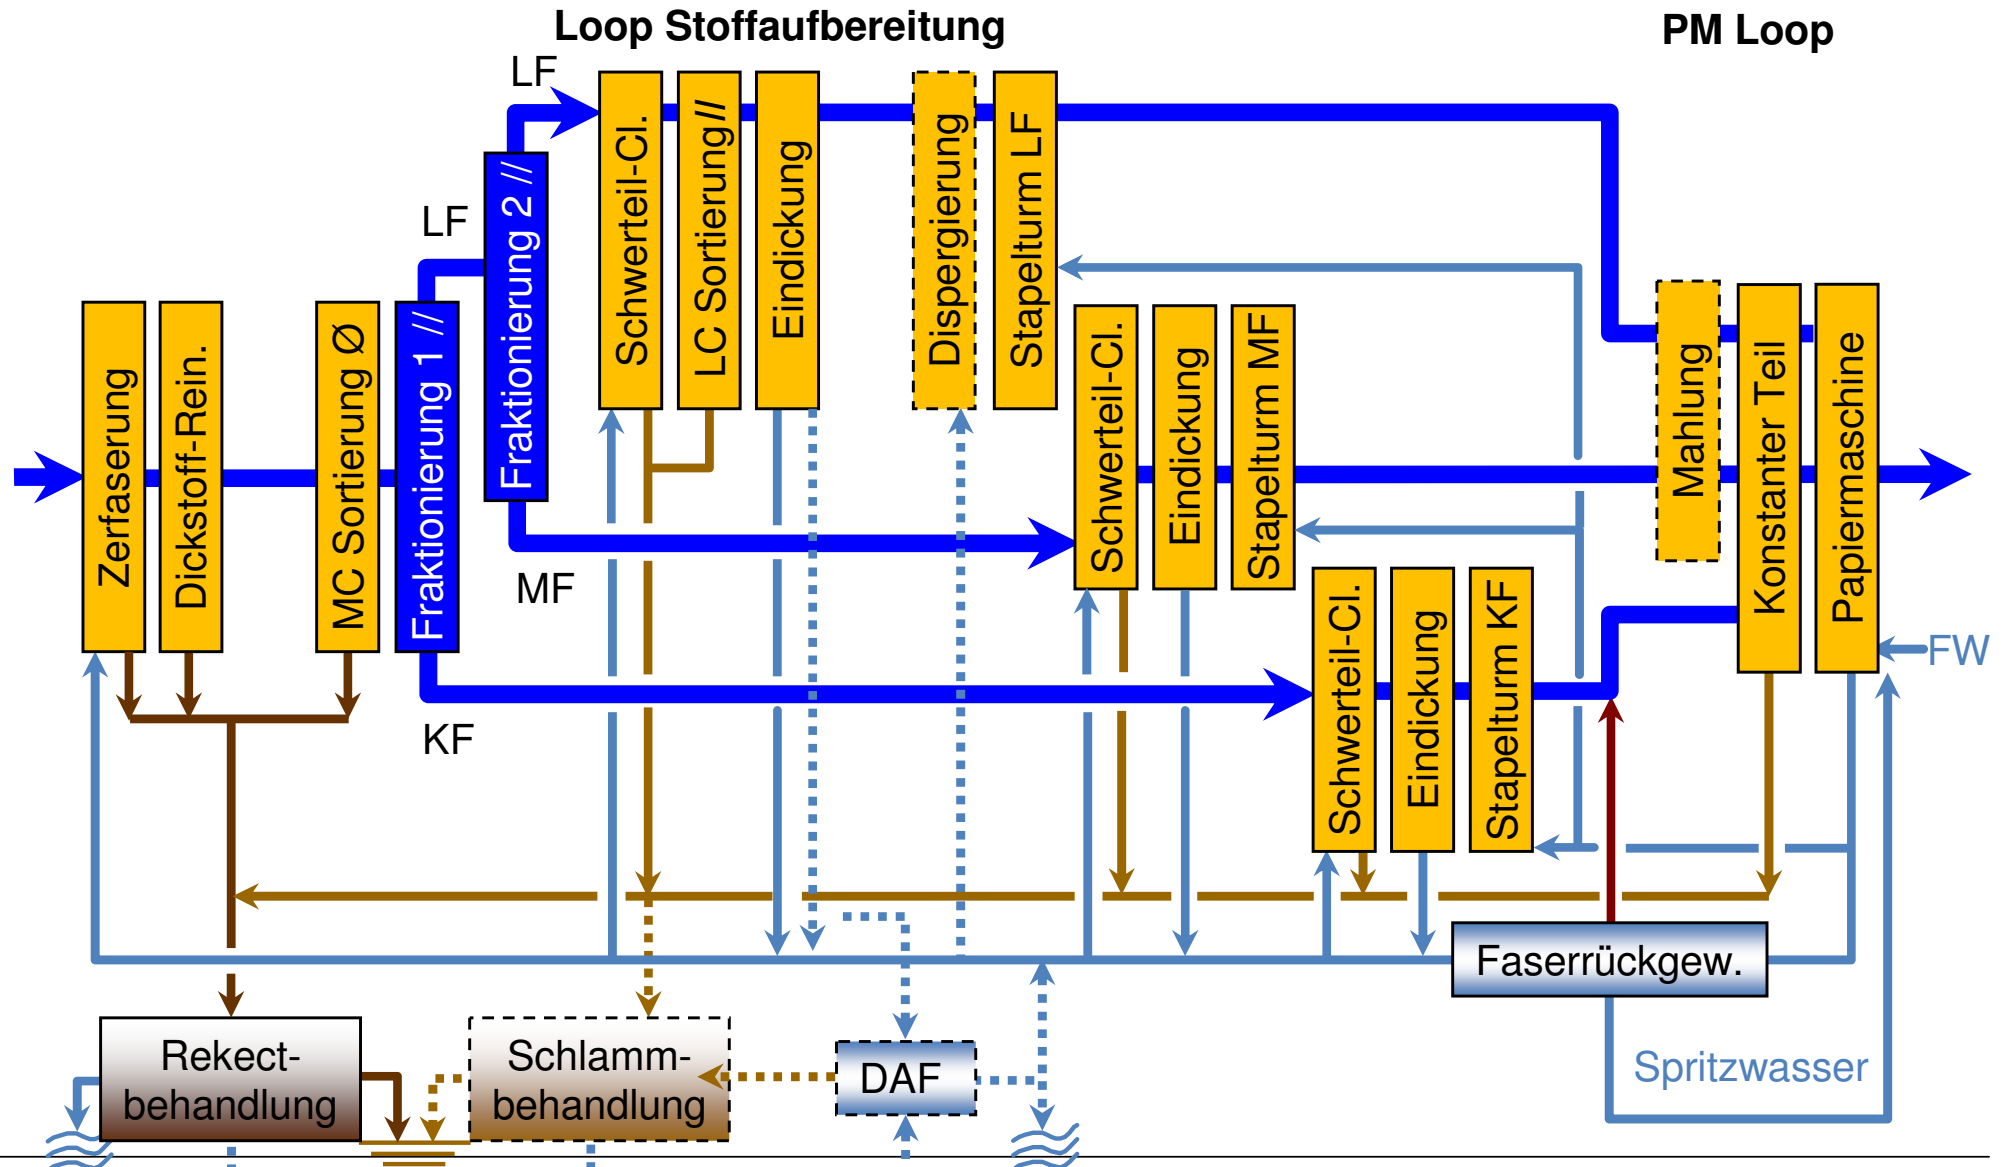 Loop Stoffaufbereitung
PM Loop
LF
LF
MF
KF
Zerfaserung
Dickstoff-Rein.
MC Sortierung Ø
Fraktionierung 1 //
Fraktionierung 2 //
Schwerteil-Cl.
LC Sortierung//
Eindickung
Dispergierung
Stapelturm LF
Schwerteil-Cl.
Eindickung
Stapelturm MF
Schwerteil-Cl.
Eindickung
Stapelturm KF
Mahlung
Konstanter Teil
Papiermaschine
FW
Faserrückgew.
Spritzwasser
Rekect-
behandlung
Schlamm-
behandlung
DAF